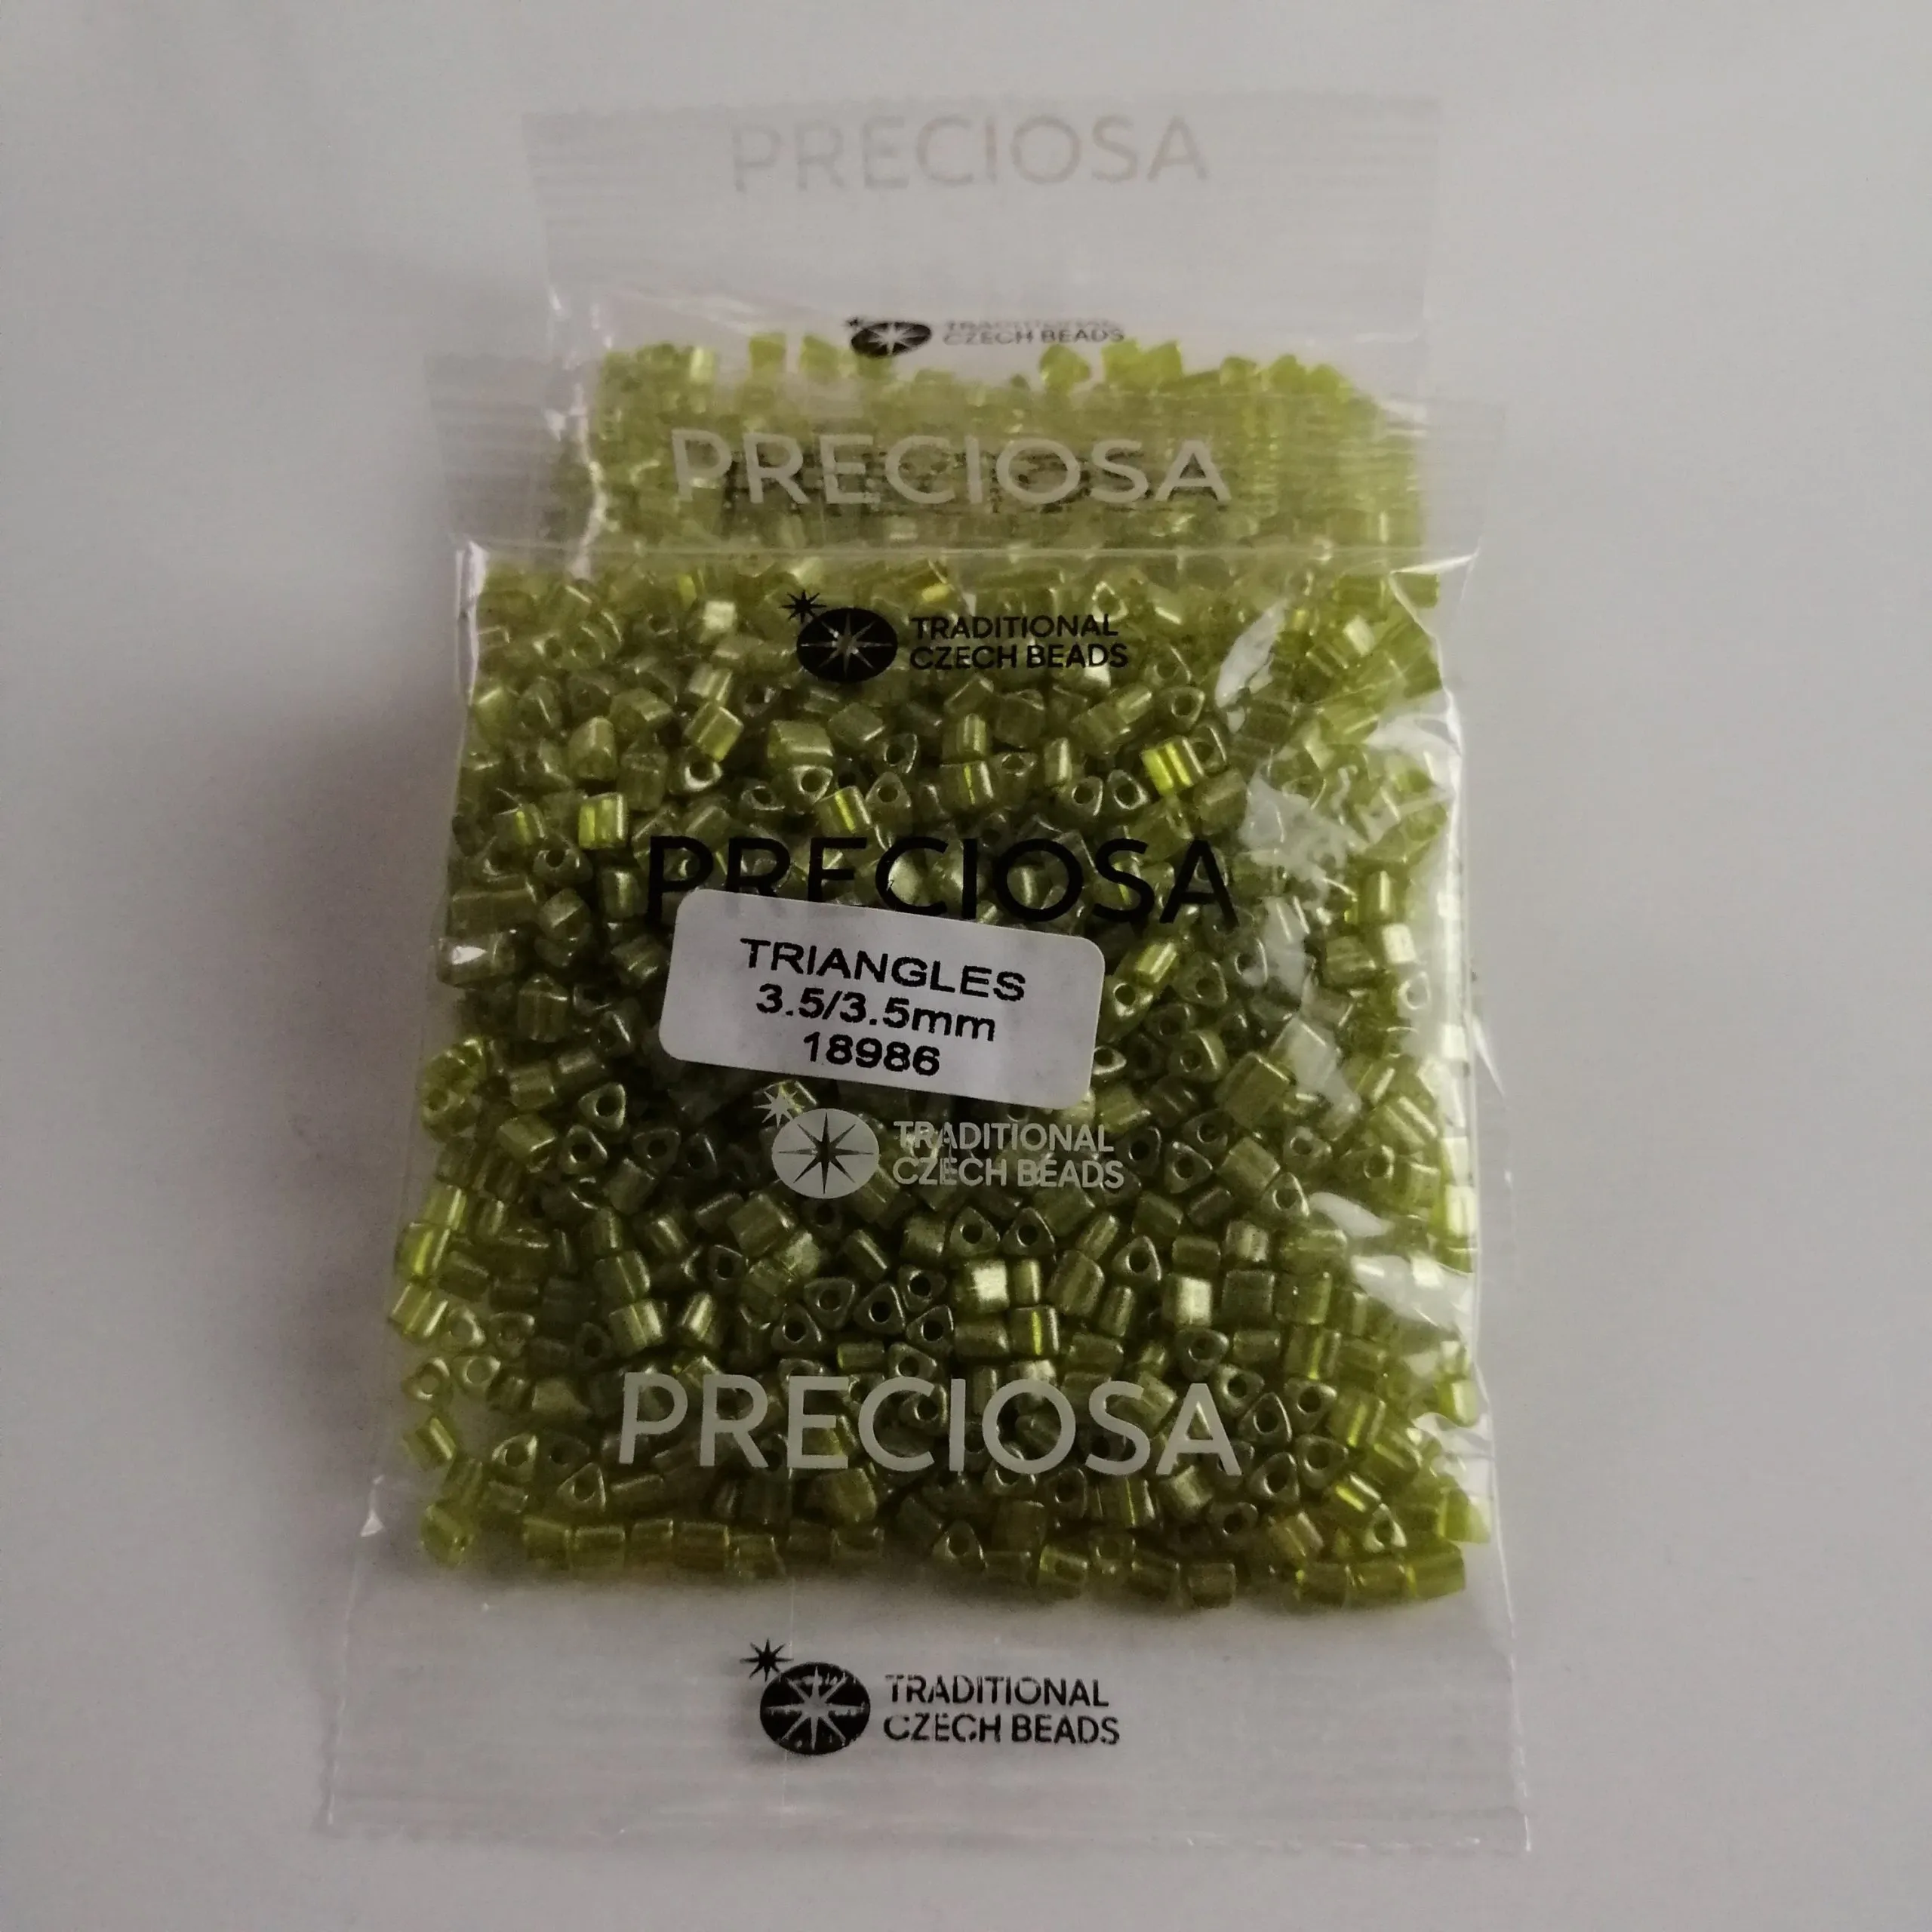 PRECIOSA
TRADITIONAL
CZECH BEADS
PRECIOSA
TRADITIONAL
CZECH BEADS
PRECIOSA
TRIANGLES
3.5/3.5mm
18986
TRADITIONAL
CZECH BEADS
PRECIOSA
TRADITIONAL
CZECH BEADS